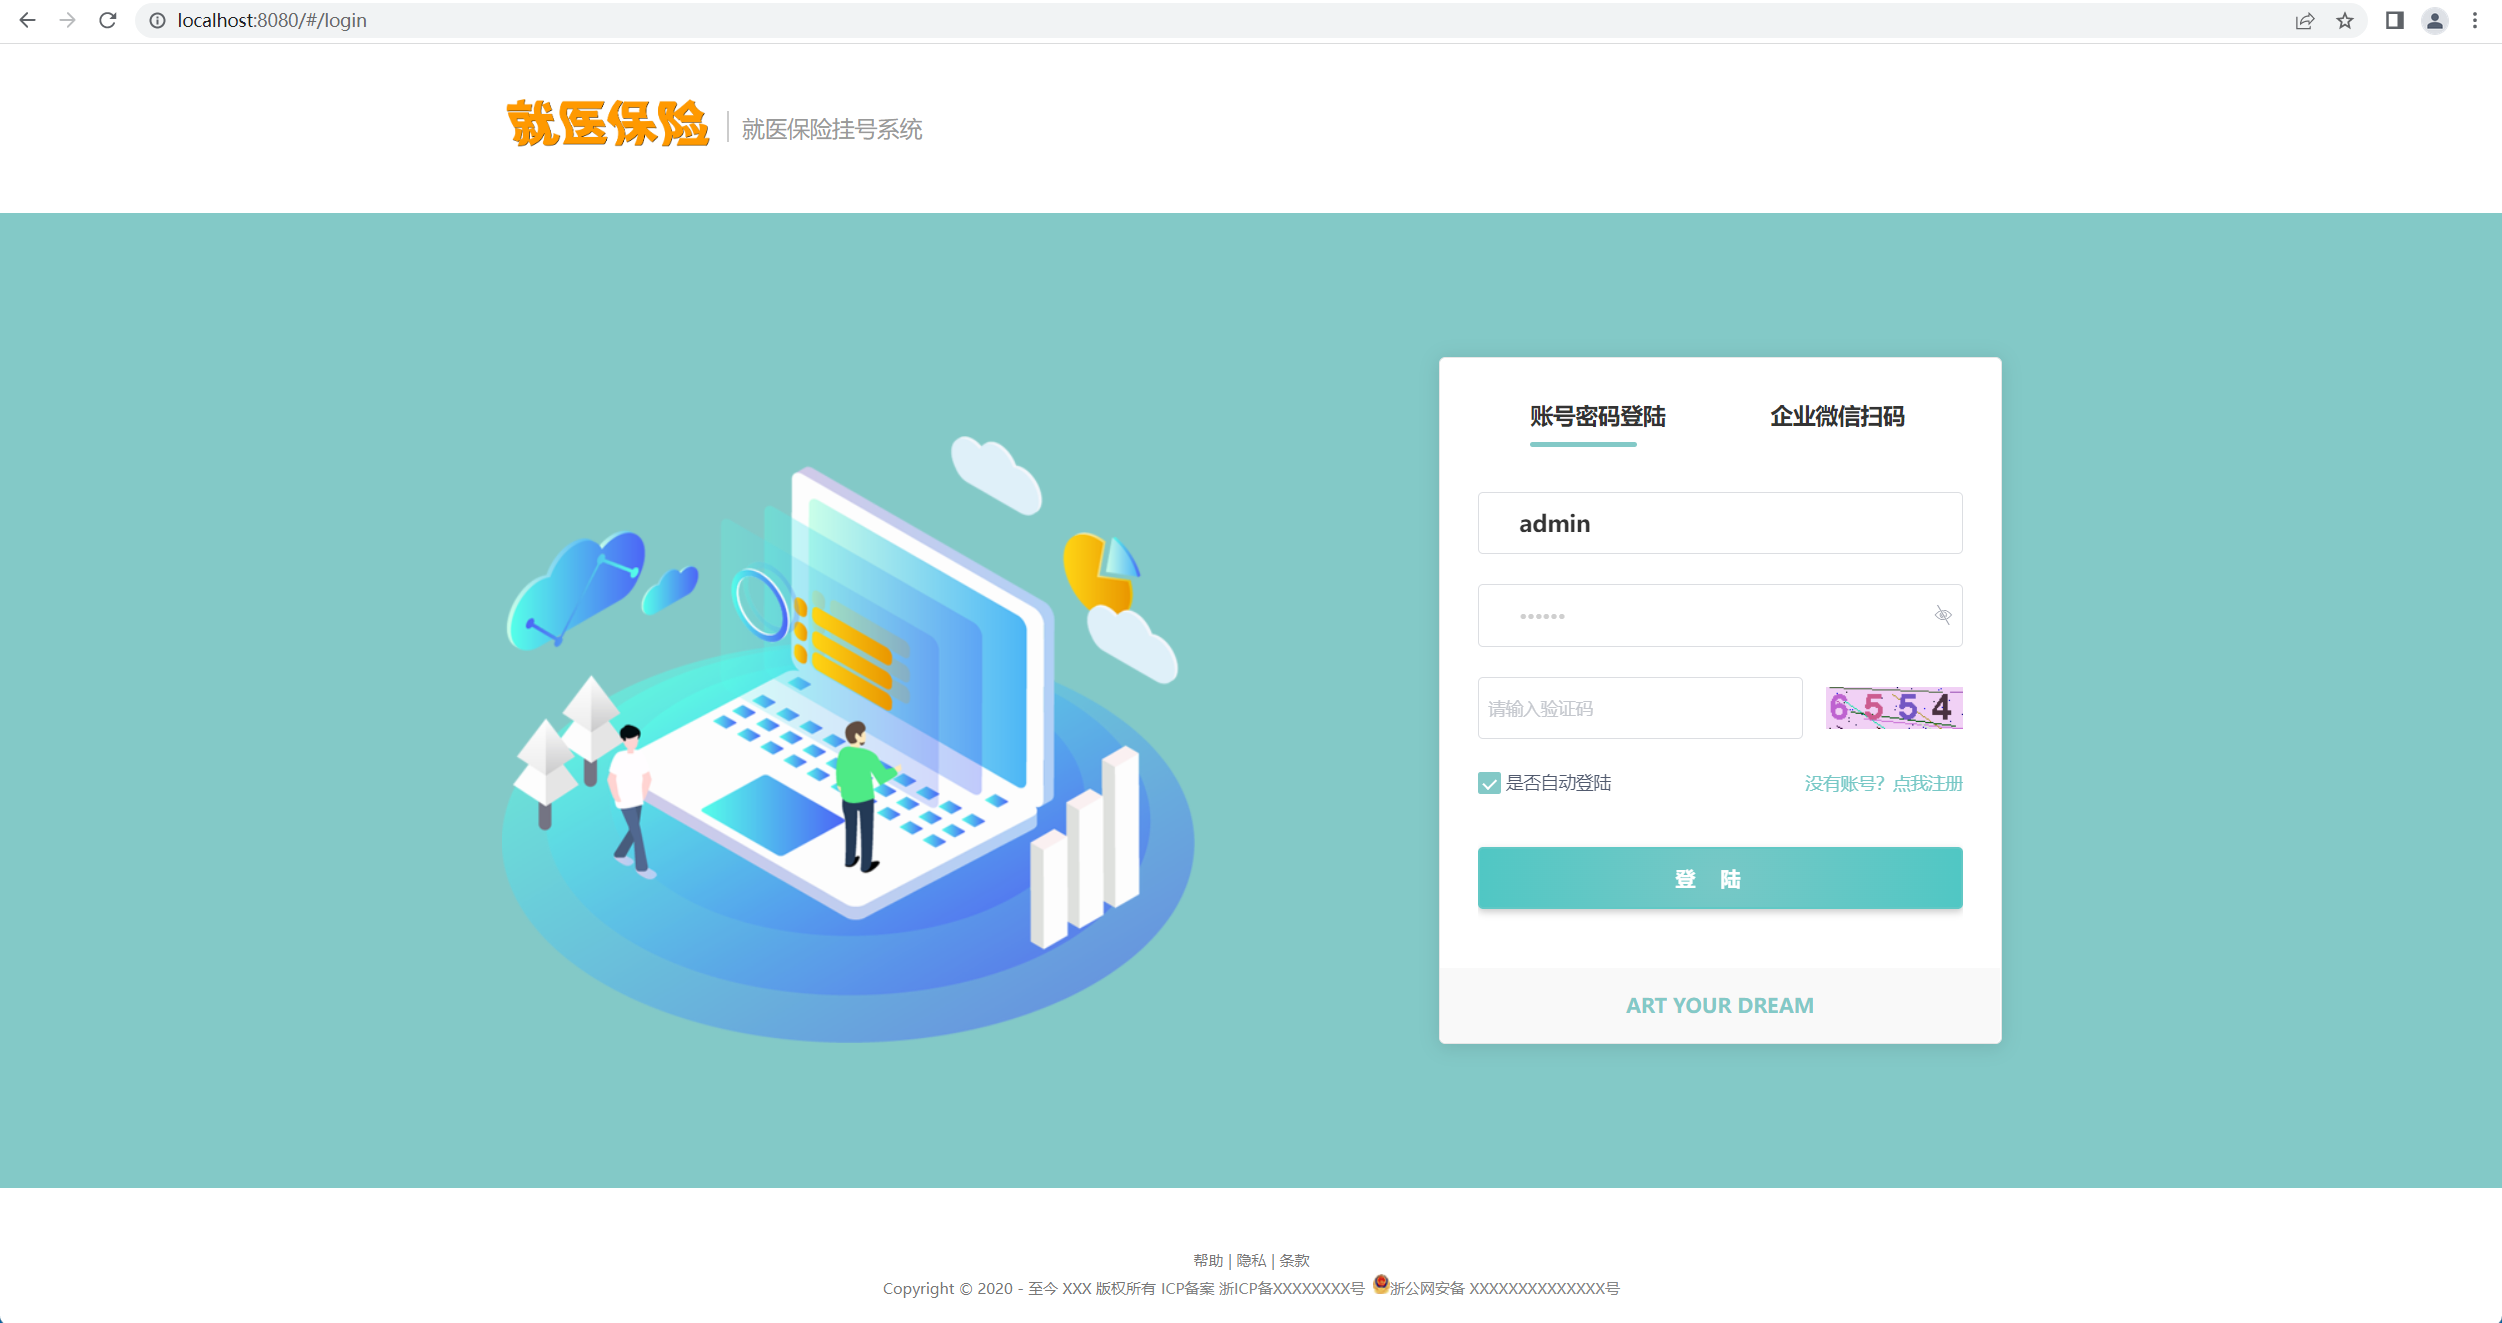 localhost:8080/#/login
就医保险 就医保险挂号系统
账号密码登陆 企业微信扫码
admin
••••••
请输入验证码 6 5 5 4
是否自动登陆 没有账号？点我注册
登 陆
ART YOUR DREAM
帮助 | 隐私 | 条款
Copyright © 2020 - 至今 XXX 版权所有 ICP备案 浙ICP备XXXXXXXX号 浙公网安备 XXXXXXXXXXXXXX号